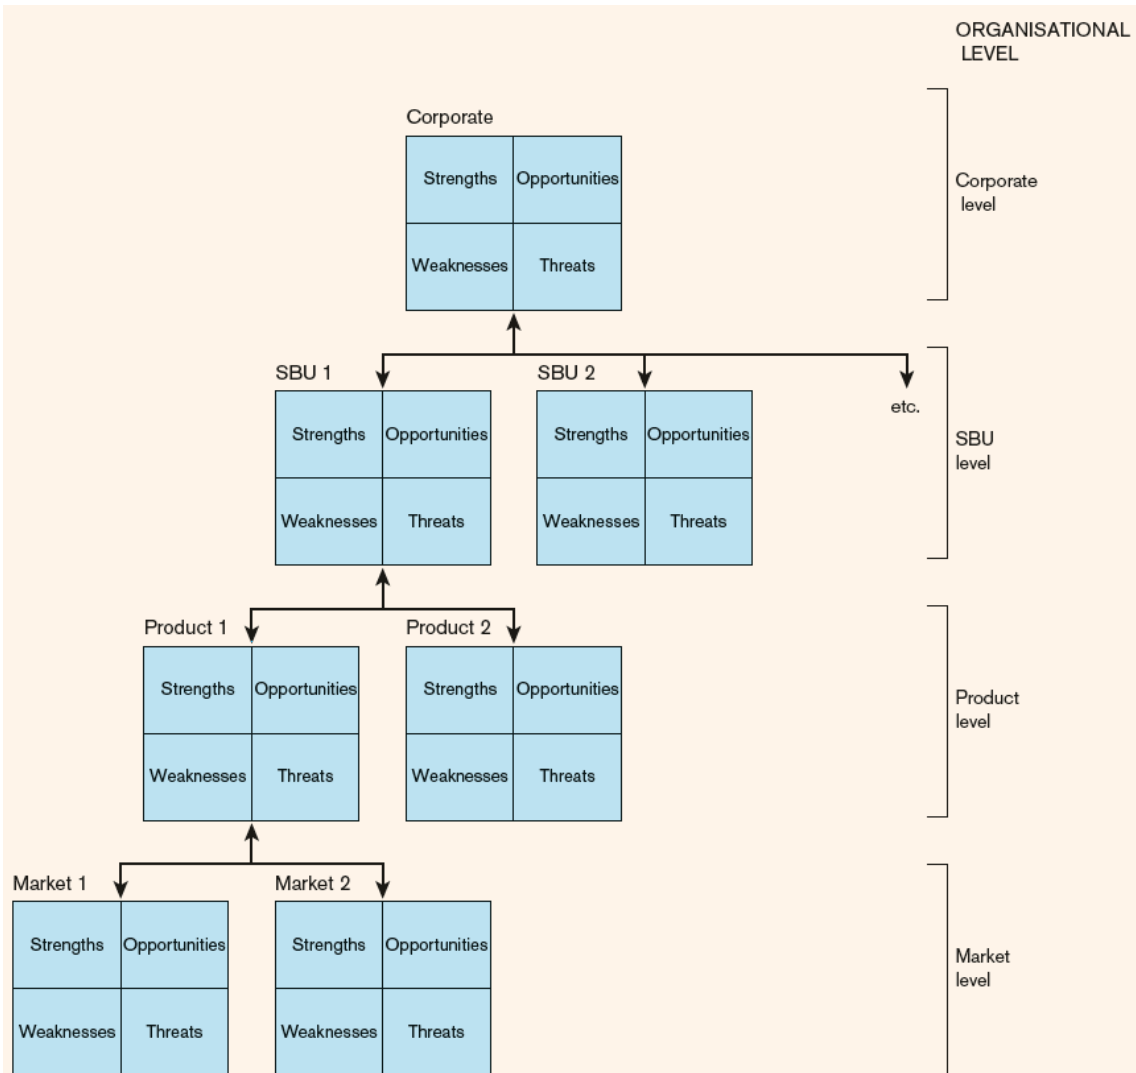 ORGANISATIONAL
LEVEL
Corporate
Strengths Opportunities
Weaknesses Threats
Corporate
level
SBU 1
SBU 2
etc.
Strengths Opportunities
Strengths Opportunities
Weaknesses Threats
Weaknesses Threats
SBU
level
Product 1
Product 2
Strengths Opportunities
Strengths Opportunities
Weaknesses Threats
Weaknesses Threats
Product
level
Market 1
Market 2
Strengths Opportunities
Strengths Opportunities
Weaknesses Threats
Weaknesses Threats
Market
level